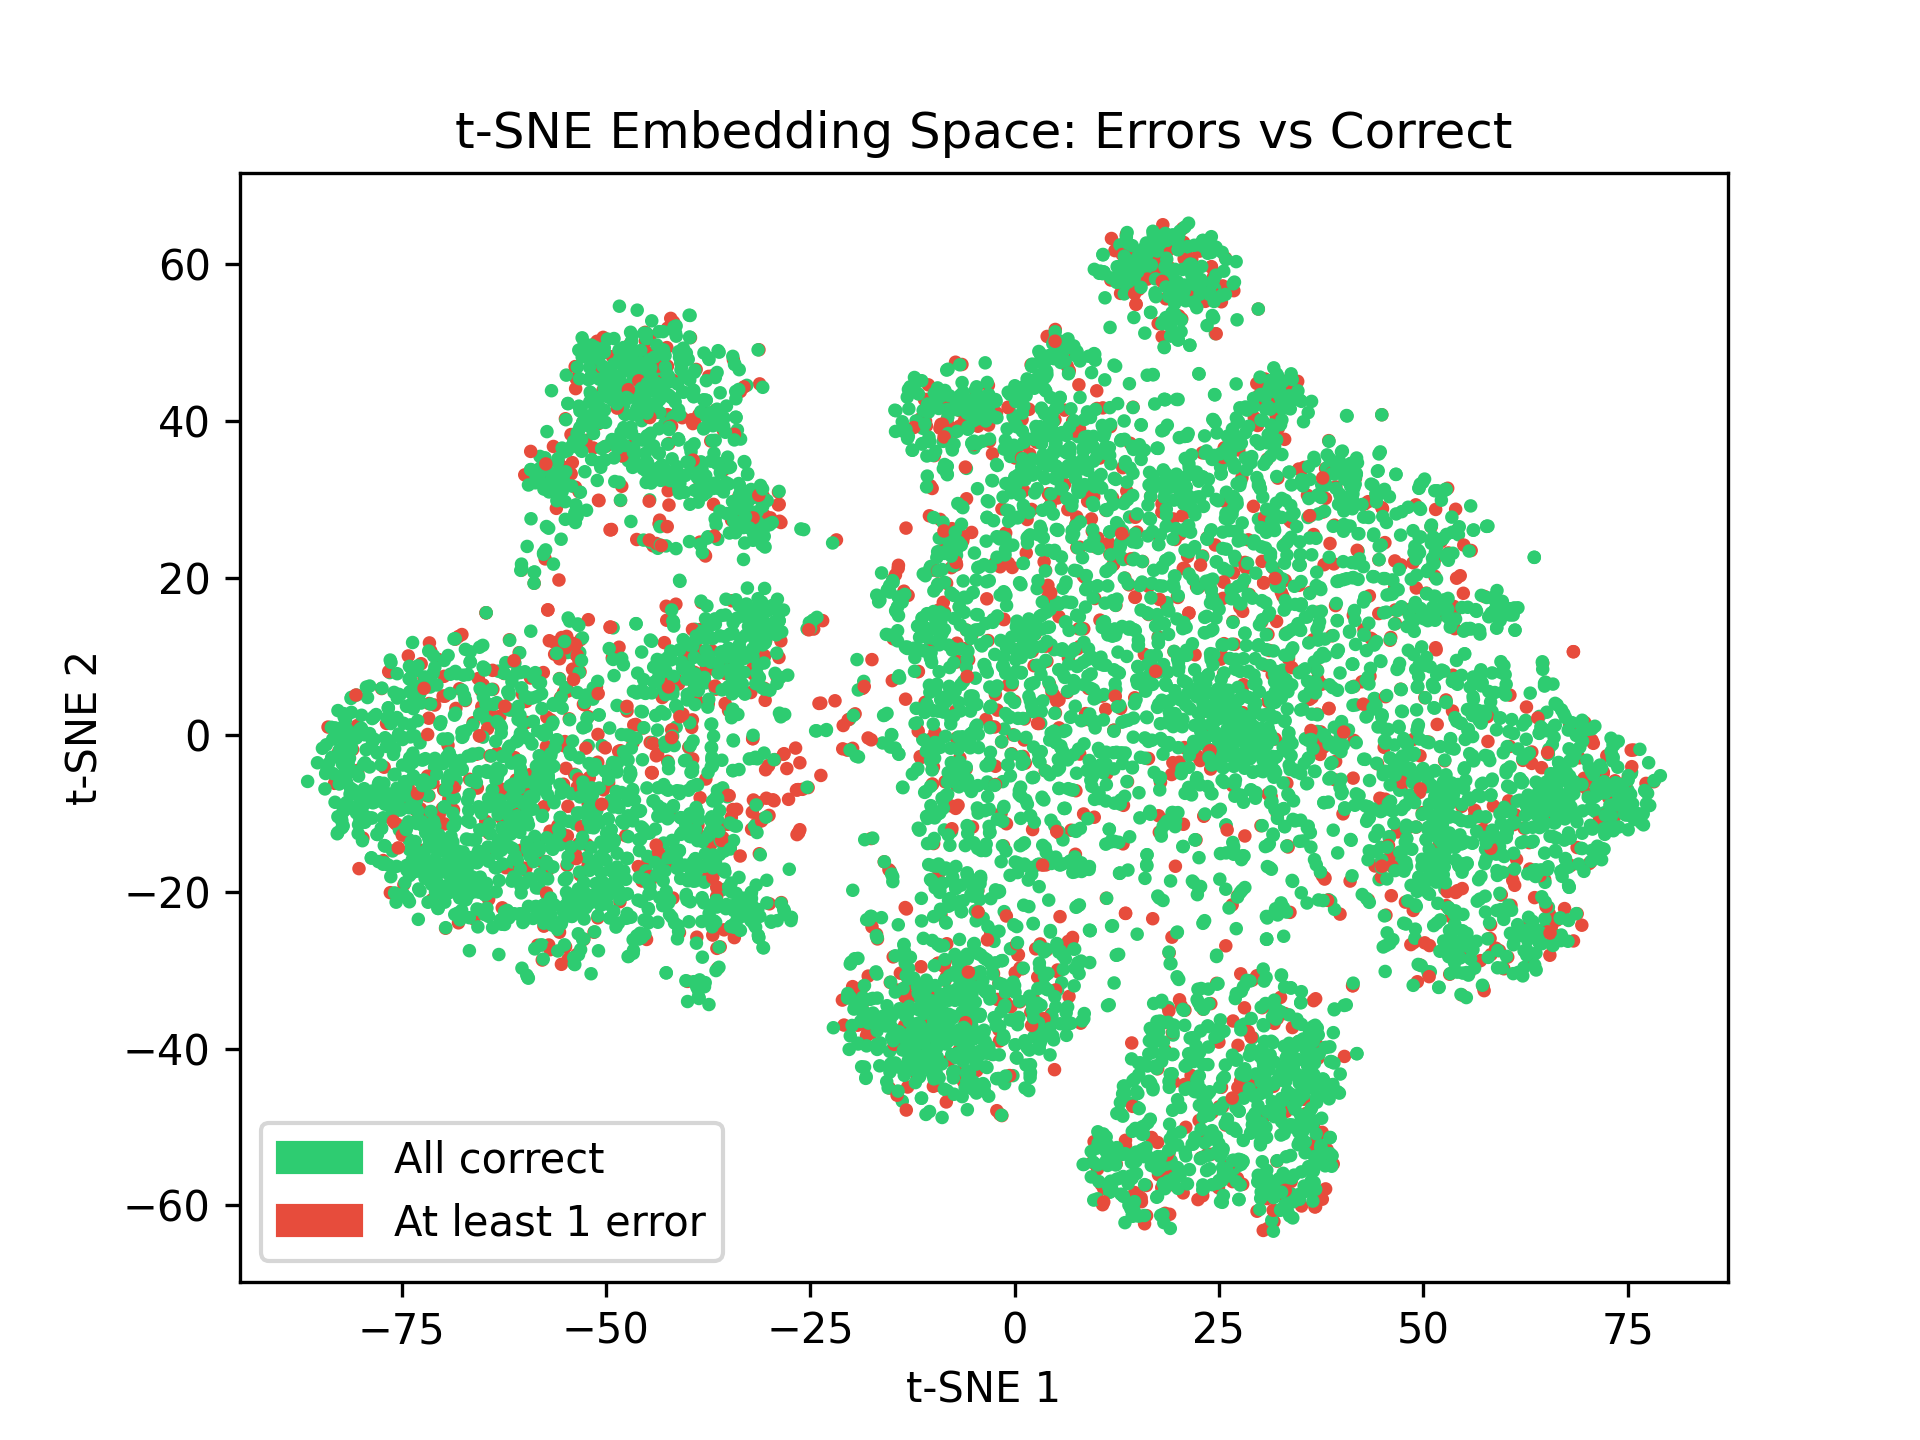 t-SNE Embedding Space: Errors vs Correct
60
40
20
0
−20
−40
−60
t-SNE 2
All correct
At least 1 error
−75
−50
−25
0
25
50
75
t-SNE 1